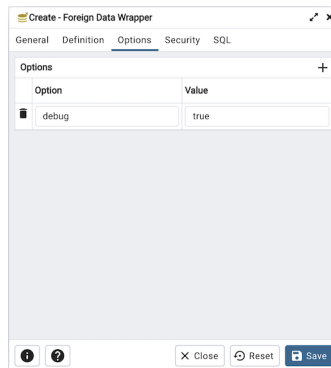 Create - Foreign Data Wrapper
General Definition Options Security SQL
Options
Option Value
debug true
Close Reset Save